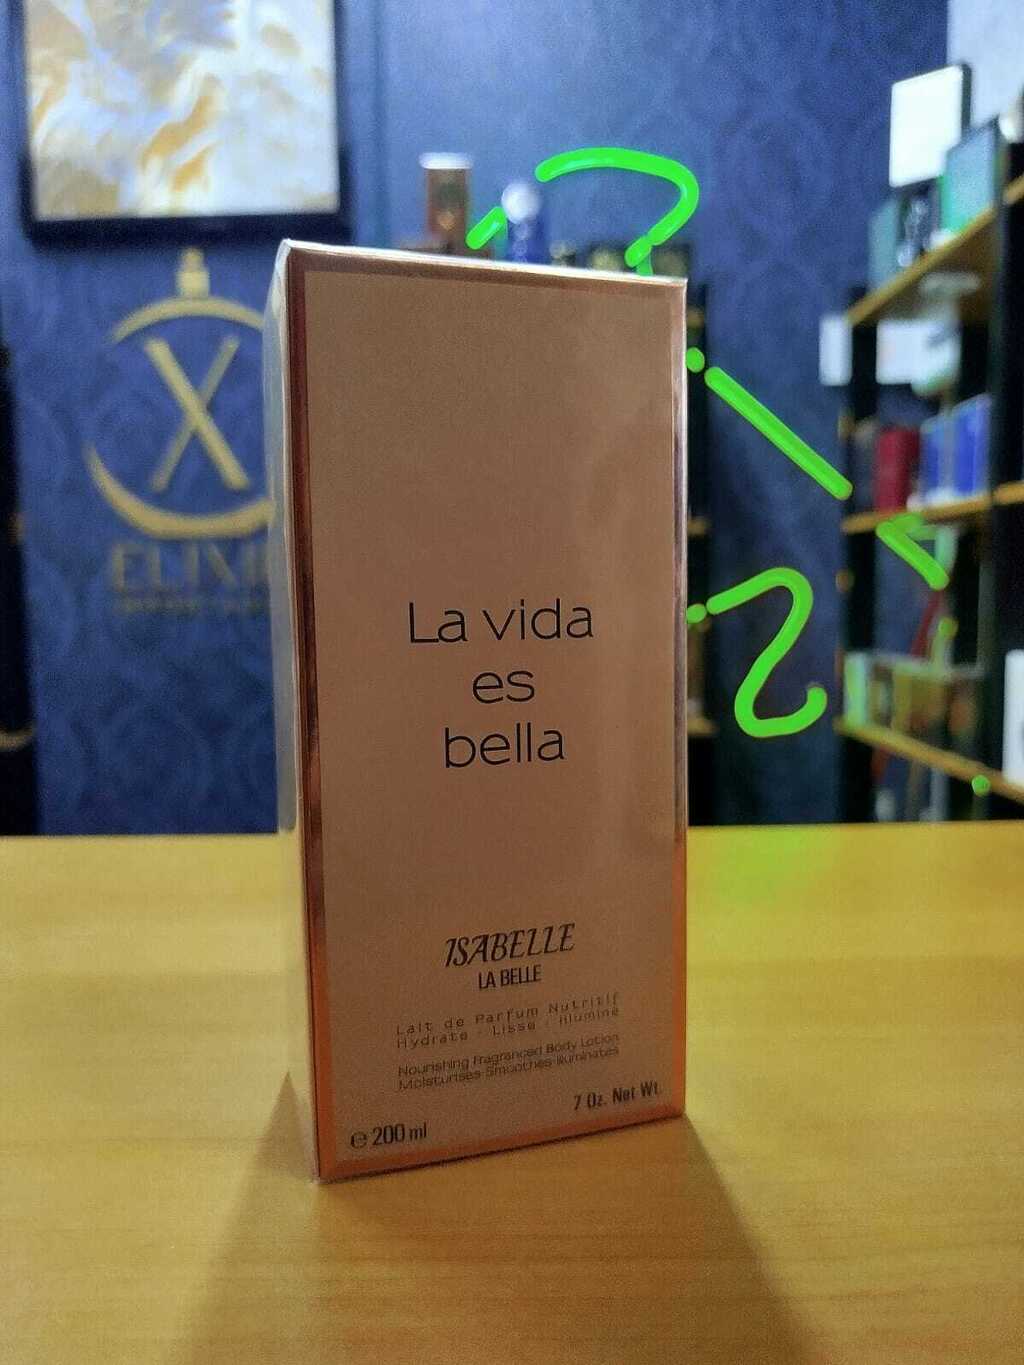 X
La vida
es
bella
ISABELLE
LA BELLE
Lait de Parfum Nutritif
Hydrate · Lisse · Illuminé
Nourishing Fragranced Body Lotion
Moisturises-Smoothes-Illuminates
7 Oz. Net Wt.
℮ 200 ml